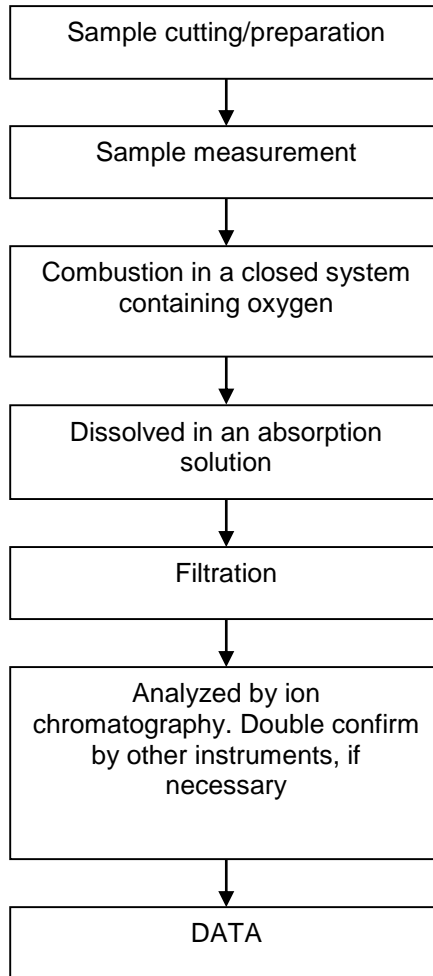 Sample cutting/preparation
Sample measurement
Combustion in a closed system
containing oxygen
Dissolved in an absorption
solution
Filtration
Analyzed by ion
chromatography. Double confirm
by other instruments, if
necessary
DATA